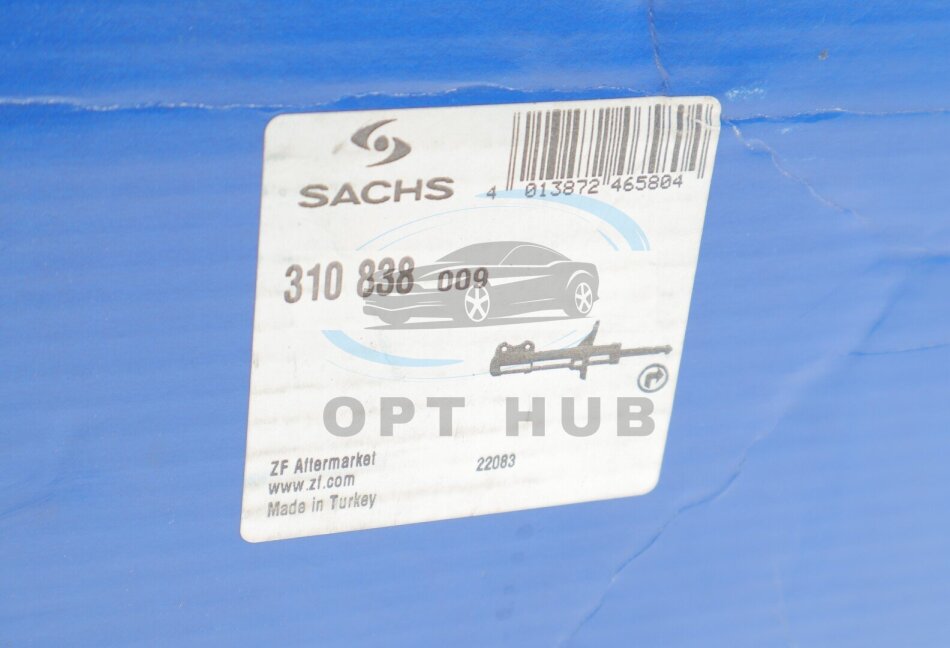 SACHS
4 013872 465804
310 838 009
OPT HUB
ZF Aftermarket
www.zf.com
Made in Turkey
22083